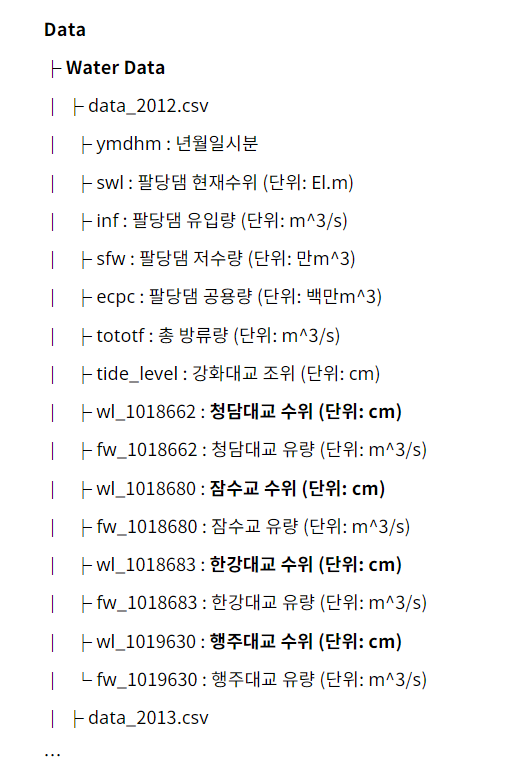 Data
├ Water Data
| ├ data_2012.csv
| ├ ymdhm : 년월일시분
| ├ swl : 팔당댐 현재수위 (단위: El.m)
| ├ inf : 팔당댐 유입량 (단위: m^3/s)
| ├ sfw : 팔당댐 저수량 (단위: 만m^3)
| ├ ecpc : 팔당댐 공용량 (단위: 백만m^3)
| ├ tototf : 총 방류량 (단위: m^3/s)
| ├ tide_level : 강화대교 조위 (단위: cm)
| ├ wl_1018662 : 청담대교 수위 (단위: cm)
| ├ fw_1018662 : 청담대교 유량 (단위: m^3/s)
| ├ wl_1018680 : 잠수교 수위 (단위: cm)
| ├ fw_1018680 : 잠수교 유량 (단위: m^3/s)
| ├ wl_1018683 : 한강대교 수위 (단위: cm)
| ├ fw_1018683 : 한강대교 유량 (단위: m^3/s)
| ├ wl_1019630 : 행주대교 수위 (단위: cm)
| └ fw_1019630 : 행주대교 유량 (단위: m^3/s)
| ├ data_2013.csv
...